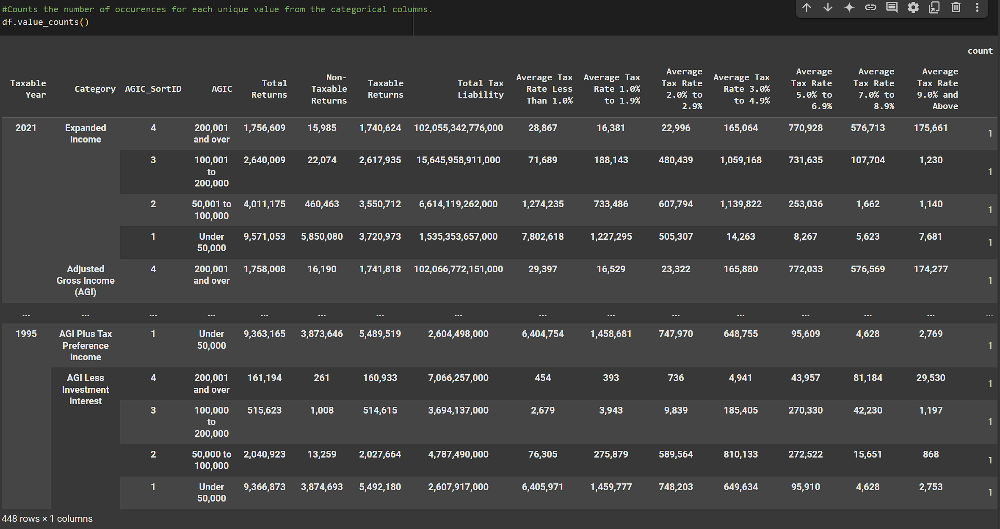 #Counts the number of occurences for each unique value from the categorical columns.
df.value_counts()
count
Taxable Year Category AGIC_SortID AGIC Total Returns Non-Taxable Returns Taxable Returns Total Tax Liability Average Tax Rate Less Than 1.0% Average Tax Rate 1.0% to 1.9% Average Tax Rate 2.0% to 2.9% Average Tax Rate 3.0% to 4.9% Average Tax Rate 5.0% to 6.9% Average Tax Rate 7.0% to 8.9% Average Tax Rate 9.0% and Above
2021 Expanded Income 4 200,001 and over 1,756,609 15,985 1,740,624 102,055,342,776,000 28,867 16,381 22,996 165,064 770,928 576,713 175,661 1
3 100,001 to 200,000 2,640,009 22,074 2,617,935 15,645,958,911,000 71,689 188,143 480,439 1,059,168 731,635 107,704 1,230 1
2 50,001 to 100,000 4,011,175 460,463 3,550,712 6,614,119,262,000 1,274,235 733,486 607,794 1,139,822 253,036 1,662 1,140 1
1 Under 50,000 9,571,053 5,850,080 3,720,973 1,535,353,657,000 7,802,618 1,227,295 505,307 14,263 8,267 5,623 7,681 1
Adjusted Gross Income (AGI) 4 200,001 and over 1,758,008 16,190 1,741,818 102,066,772,151,000 29,397 16,529 23,322 165,880 772,033 576,569 174,277 1
... ... ... ... ... ... ... ... ... ... ... ... ... ... ... ...
1995 AGI Plus Tax Preference Income 1 Under 50,000 9,363,165 3,873,646 5,489,519 2,604,498,000 6,404,754 1,458,681 747,970 648,755 95,609 4,628 2,769 1
AGI Less Investment Interest 4 200,001 and over 161,194 261 160,933 7,066,257,000 454 393 736 4,941 43,957 81,184 29,530 1
3 100,000 to 200,000 515,623 1,008 514,615 3,694,137,000 2,679 3,943 9,839 185,405 270,330 42,230 1,197 1
2 50,000 to 100,000 2,040,923 13,259 2,027,664 4,787,490,000 76,305 275,879 589,564 810,133 272,522 15,651 868 1
1 Under 50,000 9,366,873 3,874,693 5,492,180 2,607,917,000 6,405,971 1,459,777 748,203 649,634 95,910 4,628 2,753 1
448 rows × 1 columns